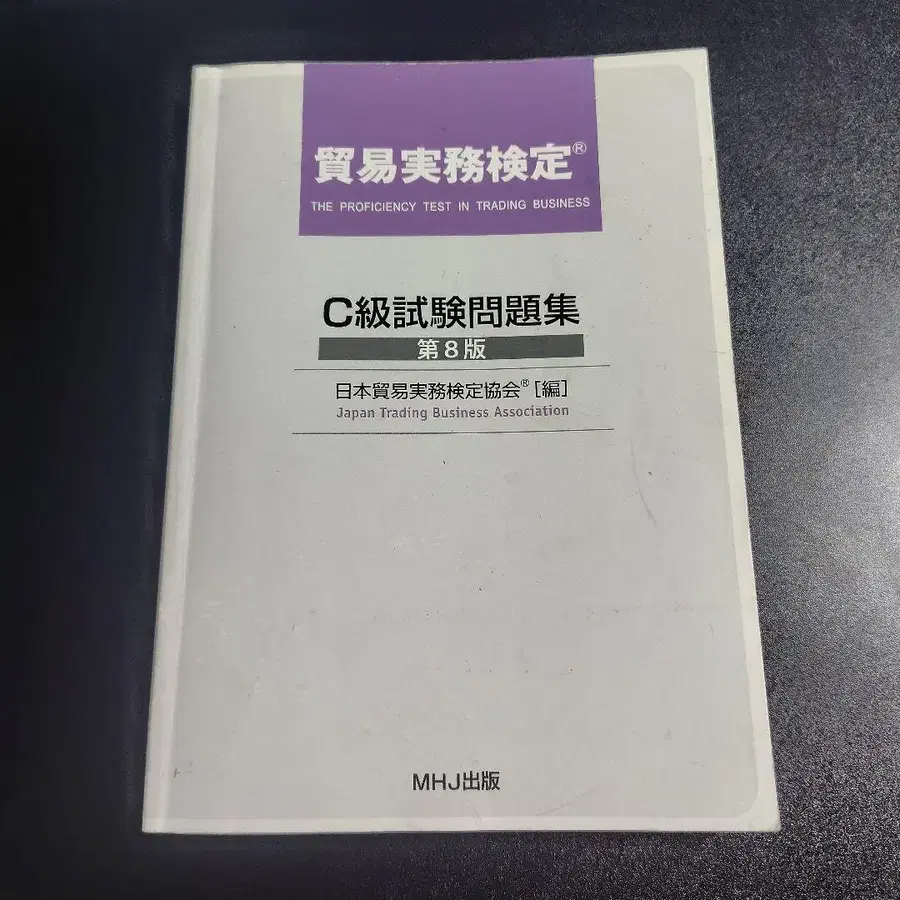 貿易実務検定®
THE PROFICIENCY TEST IN TRADING BUSINESS
C級試験問題集
第8版
日本貿易実務検定協会®［編］
Japan Trading Business Association
MHJ出版